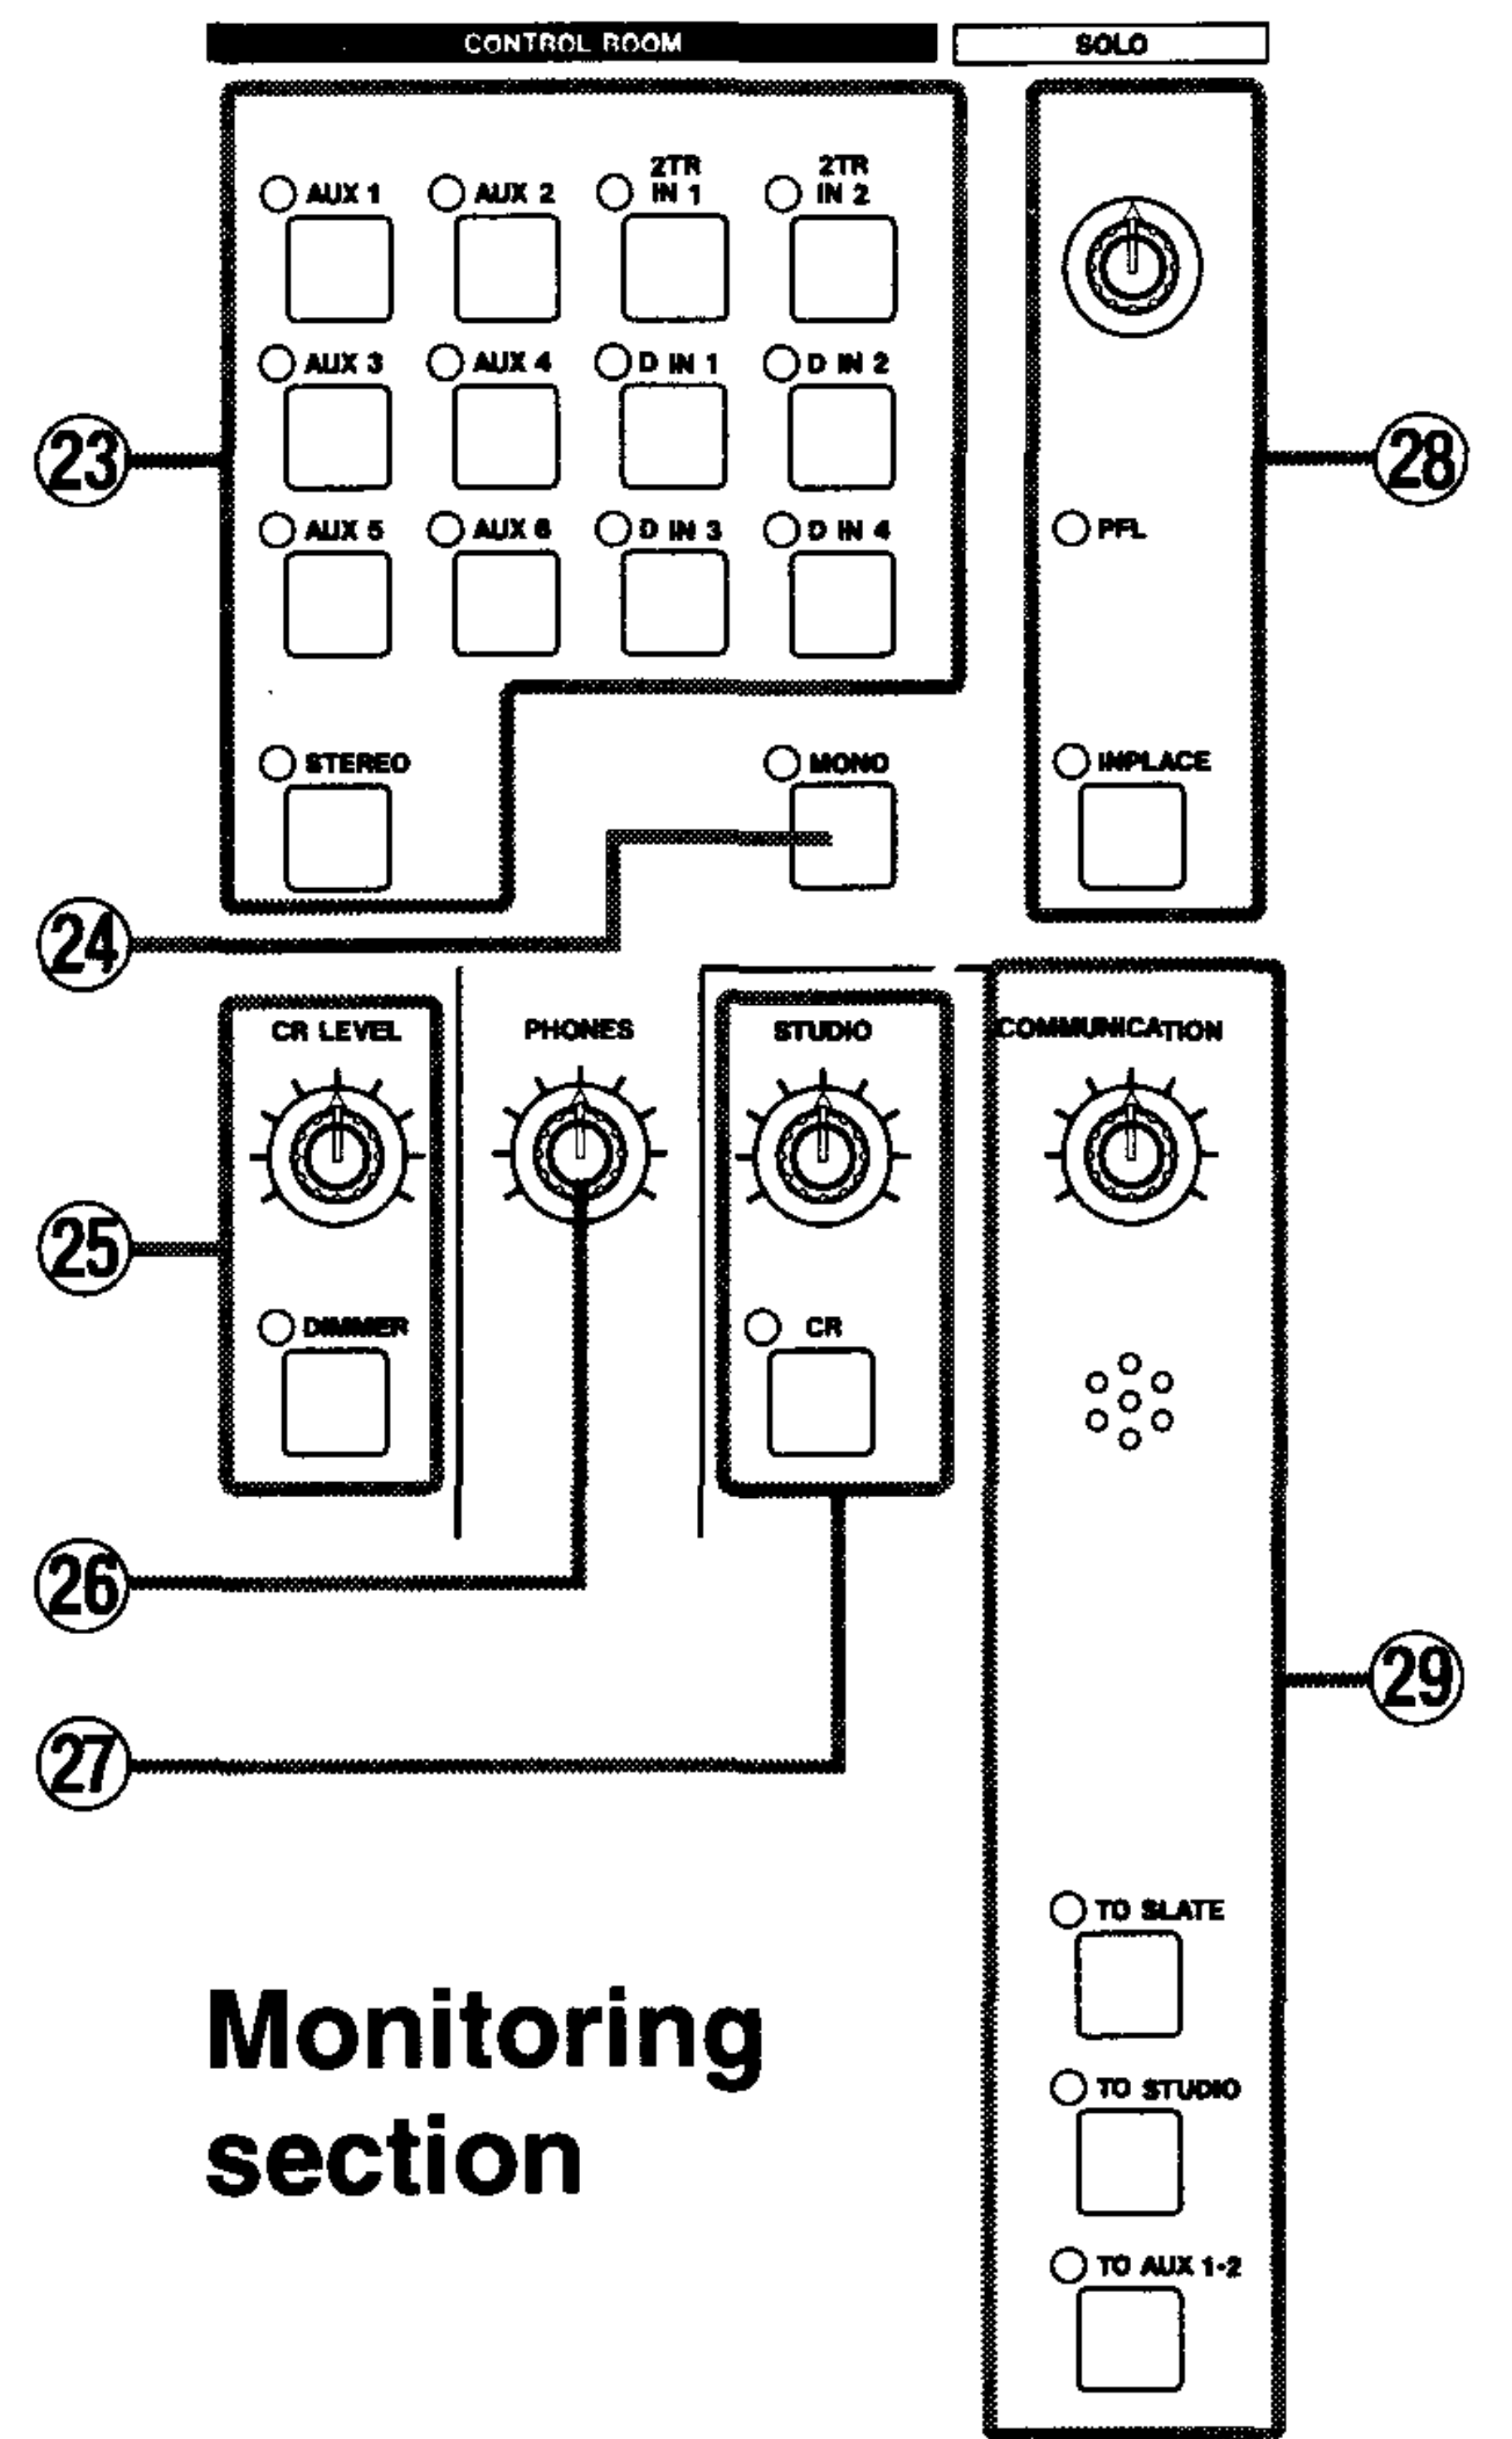 CONTROL ROOM
SOLO
AUX 1
AUX 2
2TR
IN 1
2TR
IN 2
AUX 3
AUX 4
D IN 1
D IN 2
23
28
AUX 5
AUX 6
D IN 3
D IN 4
PFL
STEREO
MONO
INPLACE
24
CR LEVEL
PHONES
STUDIO
COMMUNICATION
25
DIMMER
CR
26
29
27
TO SLATE
Monitoring
section
TO STUDIO
TO AUX 1-2